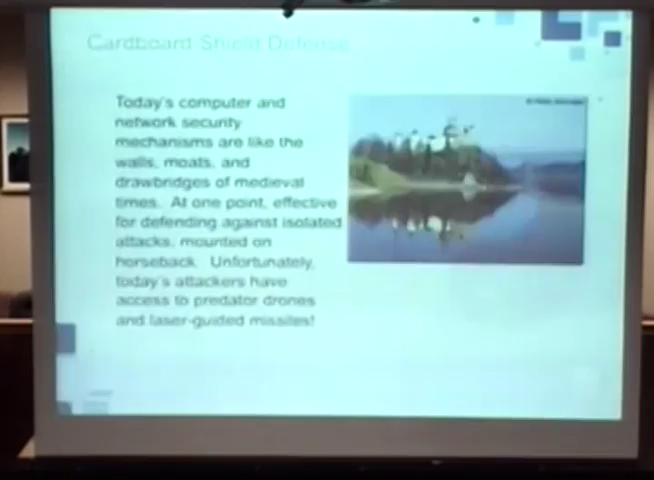 Cardboard Shield Defense
Today's computer and
network security
mechanisms are like the
walls, moats, and
drawbridges of medieval
times. At one point, effective
for defending against isolated
attacks, mounted on
horseback. Unfortunately,
today's attackers have
access to predator drones
and laser-guided missiles!